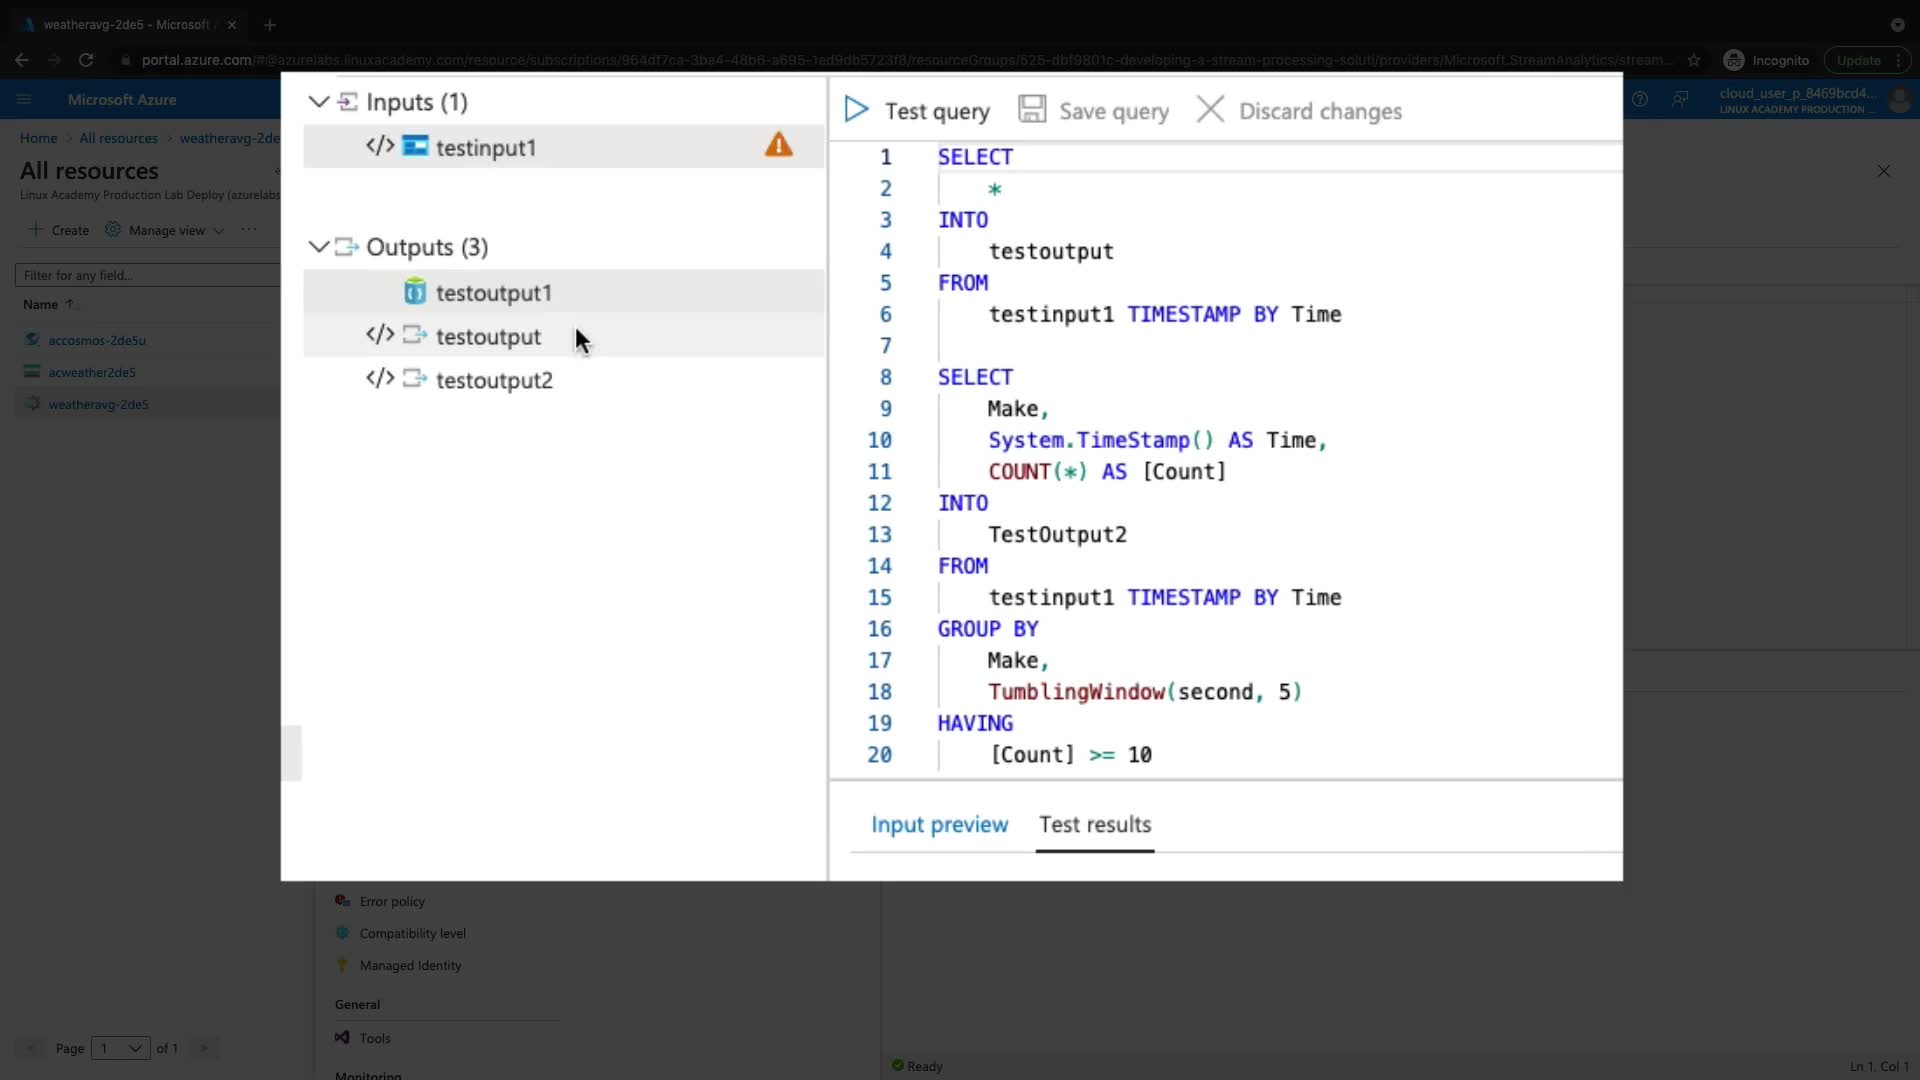 weatheravg-2de5 - Microsoft
portal.azure.com/#@azurelabs.linuxacademy.com/resource/subscriptions/964df7ca-3ba4-48b6-a695-1ed9db5723f8/resourceGroups/525-dbf9801c-developing-a-stream-processing-soluti/providers/Microsoft.StreamAnalytics/stream...
Incognito
Update
Microsoft Azure
cloud_user_p_8469bcd4...
LINUX ACADEMY PRODUCTION ...
Home > All resources > weatheravg-2de
All resources
Linux Academy Production Lab Deploy (azurelabs
+ Create
Manage view
...
Filter for any field...
Name ↑
accosmos-2de5u
acweather2de5
weatheravg-2de5
Page 1 of 1
Inputs (1)
</> testinput1
Outputs (3)
testoutput1
</> testoutput
</> testoutput2
Test query
Save query
Discard changes
1 SELECT
2 *
3 INTO
4 testoutput
5 FROM
6 testinput1 TIMESTAMP BY Time
7
8 SELECT
9 Make,
10 System.TimeStamp() AS Time,
11 COUNT(*) AS [Count]
12 INTO
13 TestOutput2
14 FROM
15 testinput1 TIMESTAMP BY Time
16 GROUP BY
17 Make,
18 TumblingWindow(second, 5)
19 HAVING
20 [Count] >= 10
Input preview
Test results
Error policy
Compatibility level
Managed Identity
General
Tools
Monitoring
Ready
Ln 1, Col 1